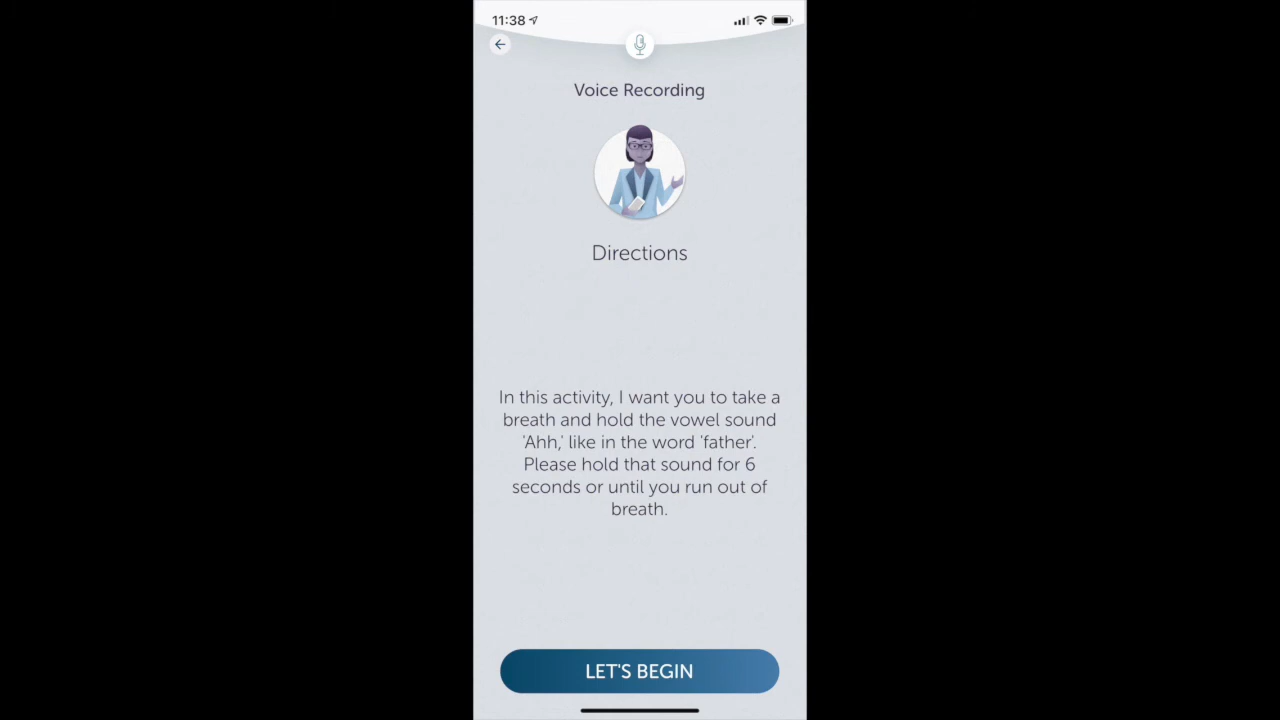 11:38
Voice Recording
Directions
In this activity, I want you to take a
breath and hold the vowel sound
'Ahh,' like in the word 'father'.
Please hold that sound for 6
seconds or until you run out of
breath.
LET'S BEGIN